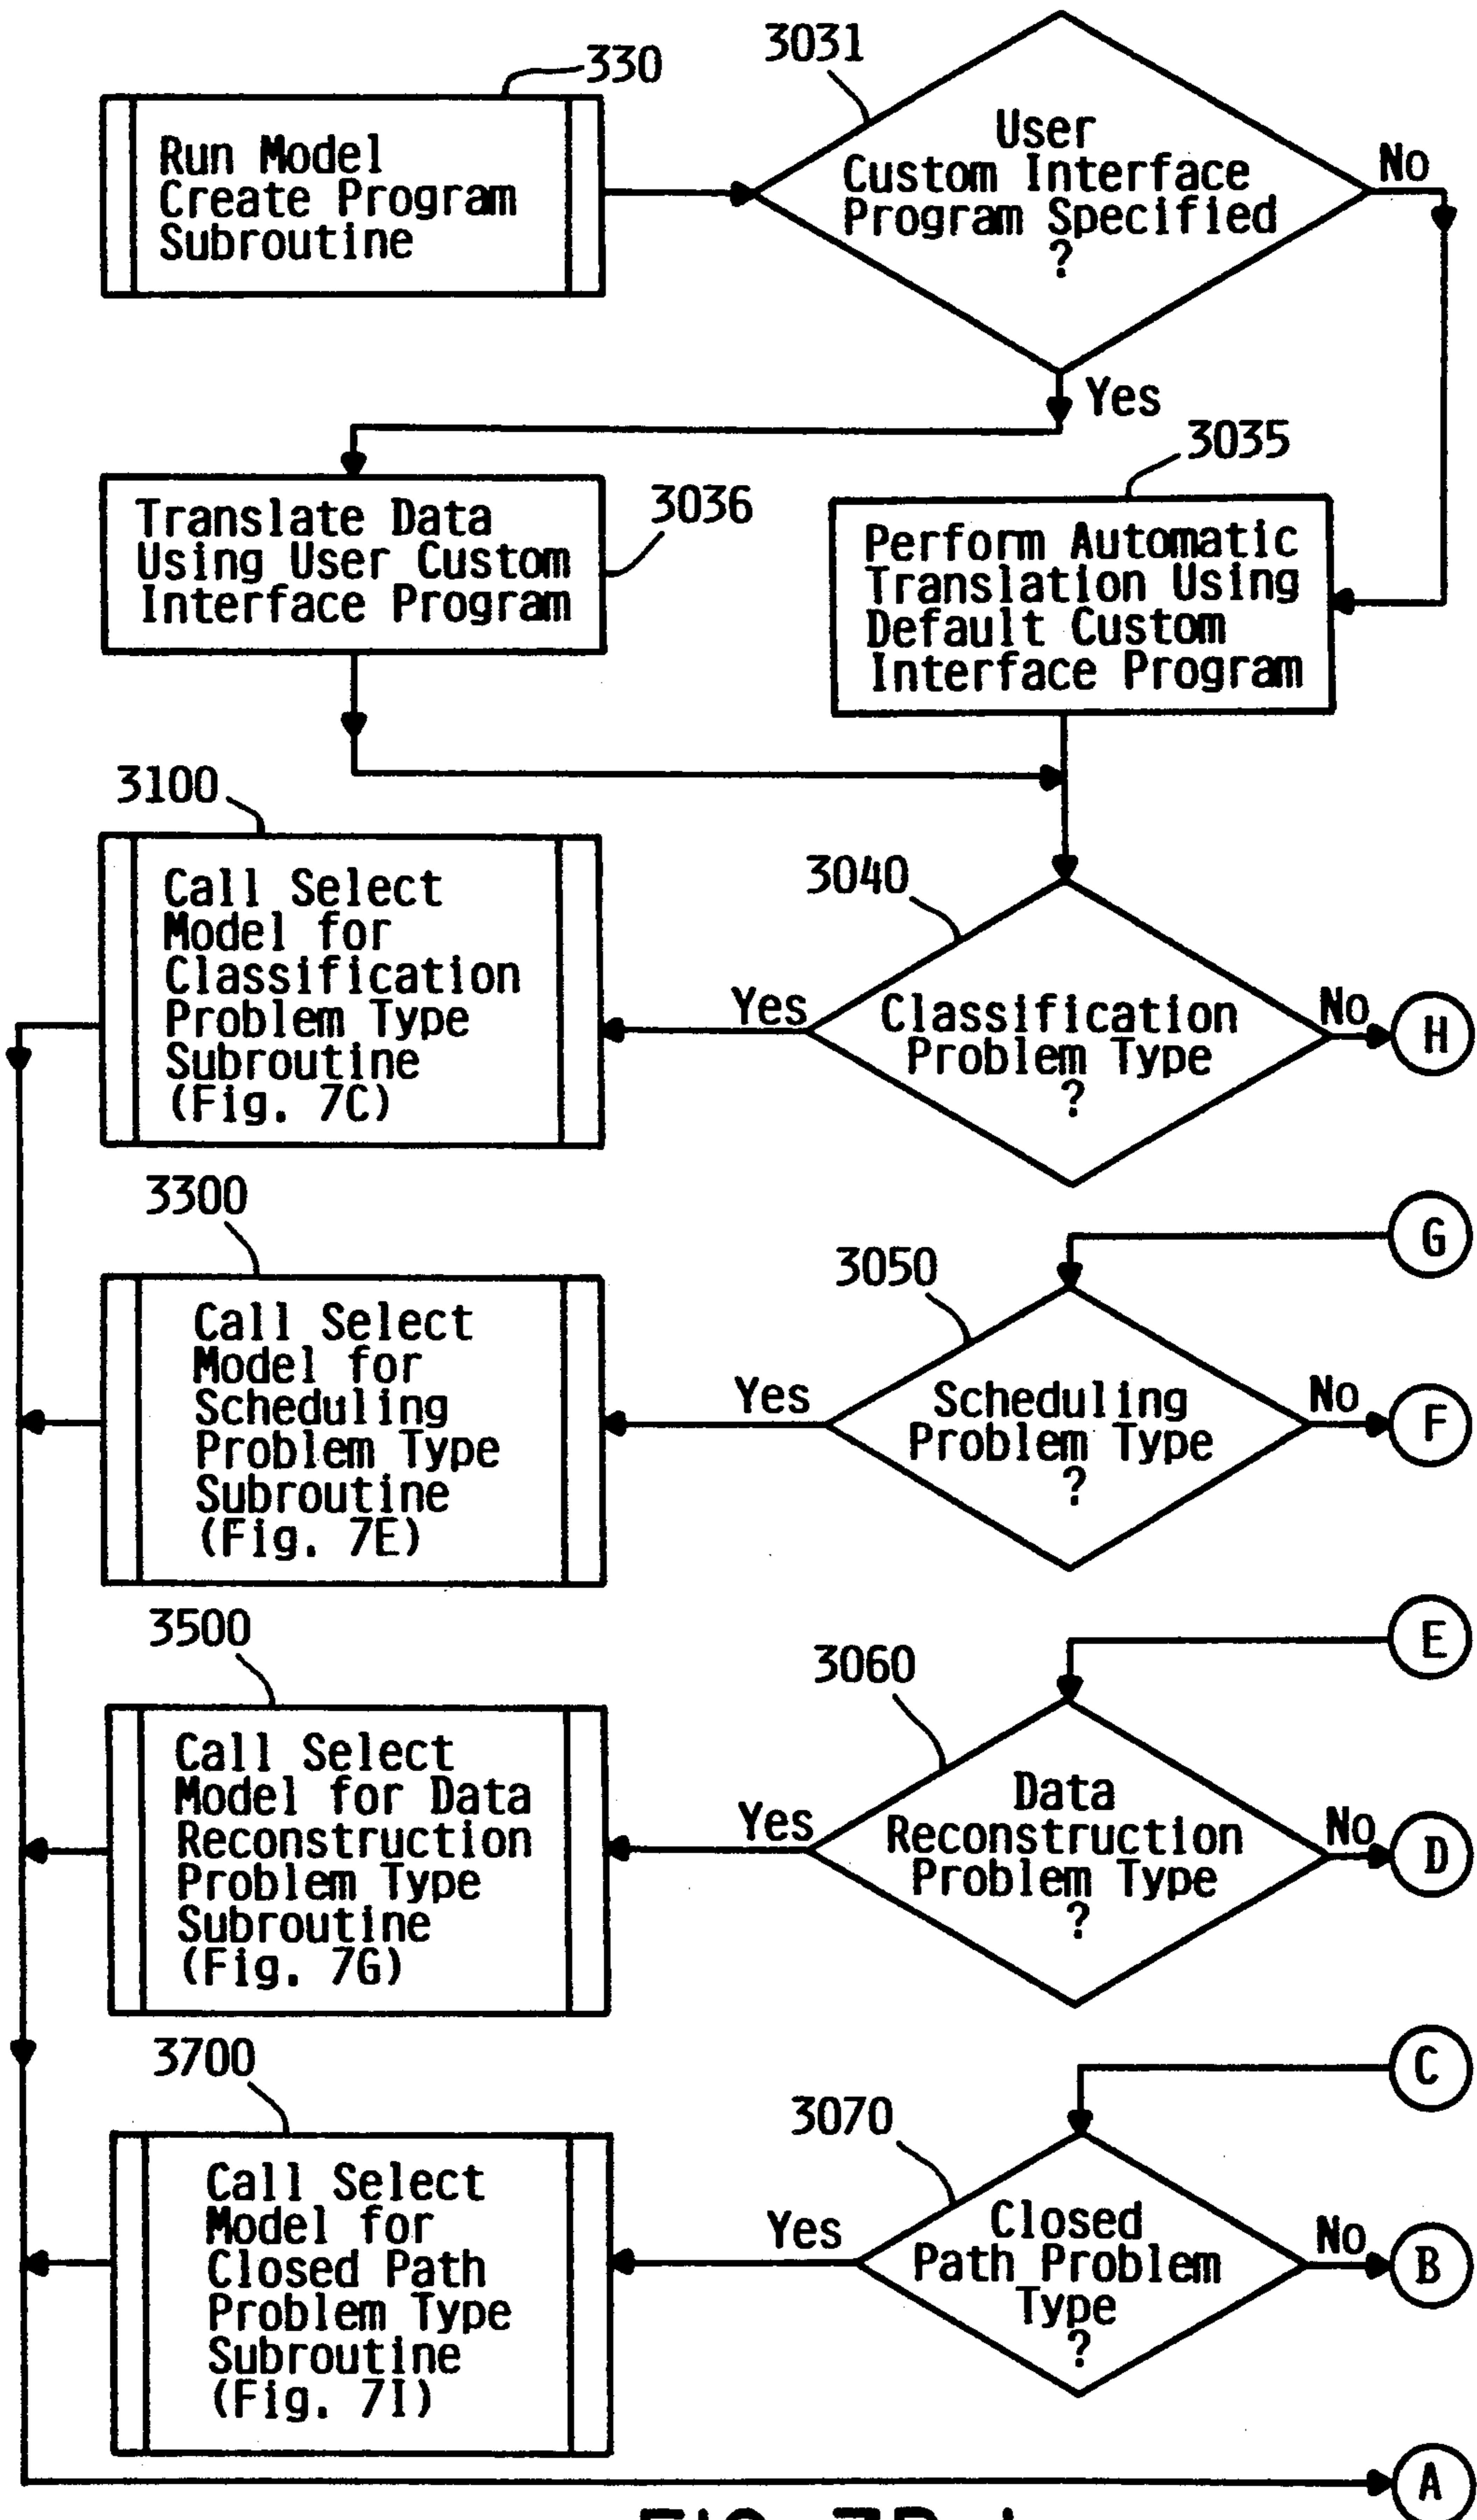 330
Run Model
Create Program
Subroutine
3031
User
Custom Interface
Program Specified
?
No
Yes
3036
Translate Data
Using User Custom
Interface Program
3035
Perform Automatic
Translation Using
Default Custom
Interface Program
3100
Call Select
Model for
Classification
Problem Type
Subroutine
(Fig. 7C)
3040
Yes
Classification
Problem Type
?
No
H
G
3300
Call Select
Model for
Scheduling
Problem Type
Subroutine
(Fig. 7E)
3050
Yes
Scheduling
Problem Type
?
No
F
E
3500
Call Select
Model for Data
Reconstruction
Problem Type
Subroutine
(Fig. 7G)
3060
Yes
Data
Reconstruction
Problem Type
?
No
D
C
3700
Call Select
Model for
Closed Path
Problem Type
Subroutine
(Fig. 7I)
3070
Yes
Closed
Path Problem
Type
?
No
B
A